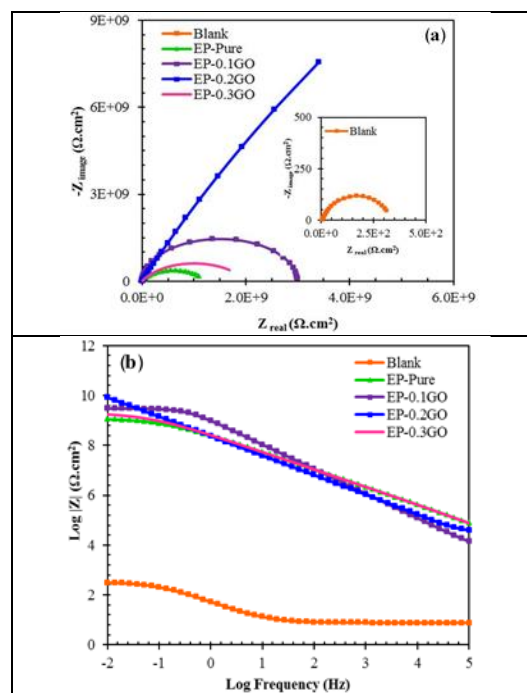 (a)
Blank
EP-Pure
EP-0.1GO
EP-0.2GO
EP-0.3GO
9E+09
6E+09
3E+09
0
-Z image (Ω.cm²)
0.0E+0 2.0E+9 4.0E+9 6.0E+9
Z real (Ω.cm²)
Blank
500
250
0
-Z image (Ω.cm²)
0.0E+0 2.5E+2 5.0E+2
Z real (Ω.cm²)
(b)
Blank
EP-Pure
EP-0.1GO
EP-0.2GO
EP-0.3GO
12
10
8
6
4
2
0
Log |Z| (Ω.cm²)
-2 -1 0 1 2 3 4 5
Log Frequency (Hz)